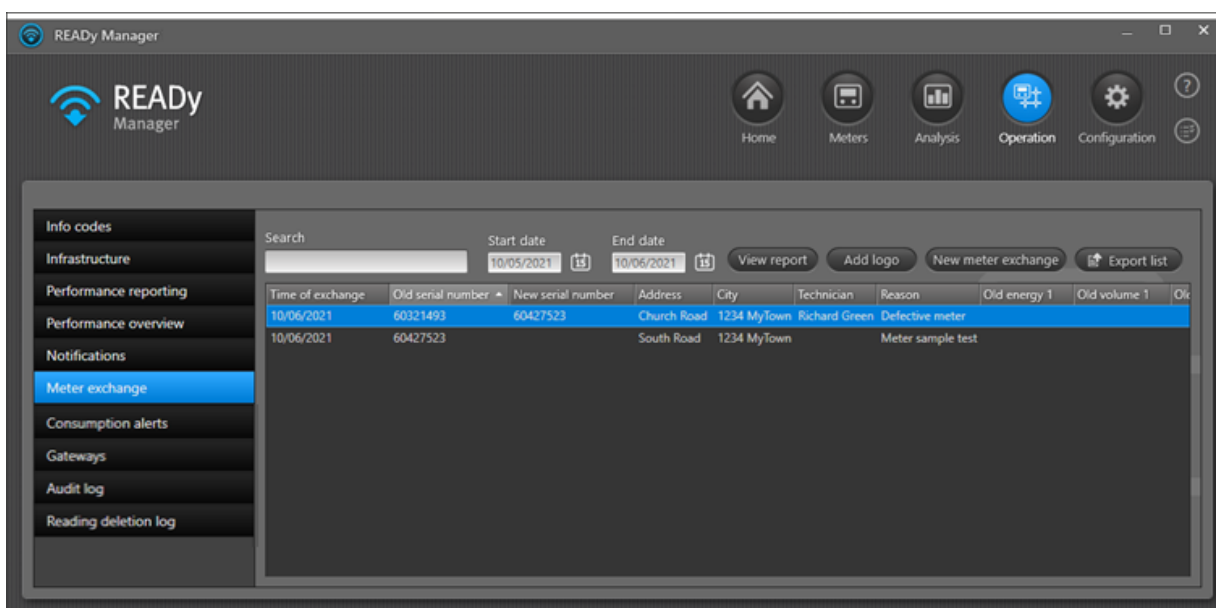 READy Manager
READy
Manager
Home Meters Analysis Operation Configuration
Info codes
Infrastructure
Performance reporting
Performance overview
Notifications
Meter exchange
Consumption alerts
Gateways
Audit log
Reading deletion log
Search Start date End date
10/05/2021 15 10/06/2021 15 View report Add logo New meter exchange Export list
Time of exchange Old serial number New serial number Address City Technician Reason Old energy 1 Old volume 1
10/06/2021 60321493 60427523 Church Road 1234 MyTown Richard Green Defective meter
10/06/2021 60427523 South Road 1234 MyTown Meter sample test